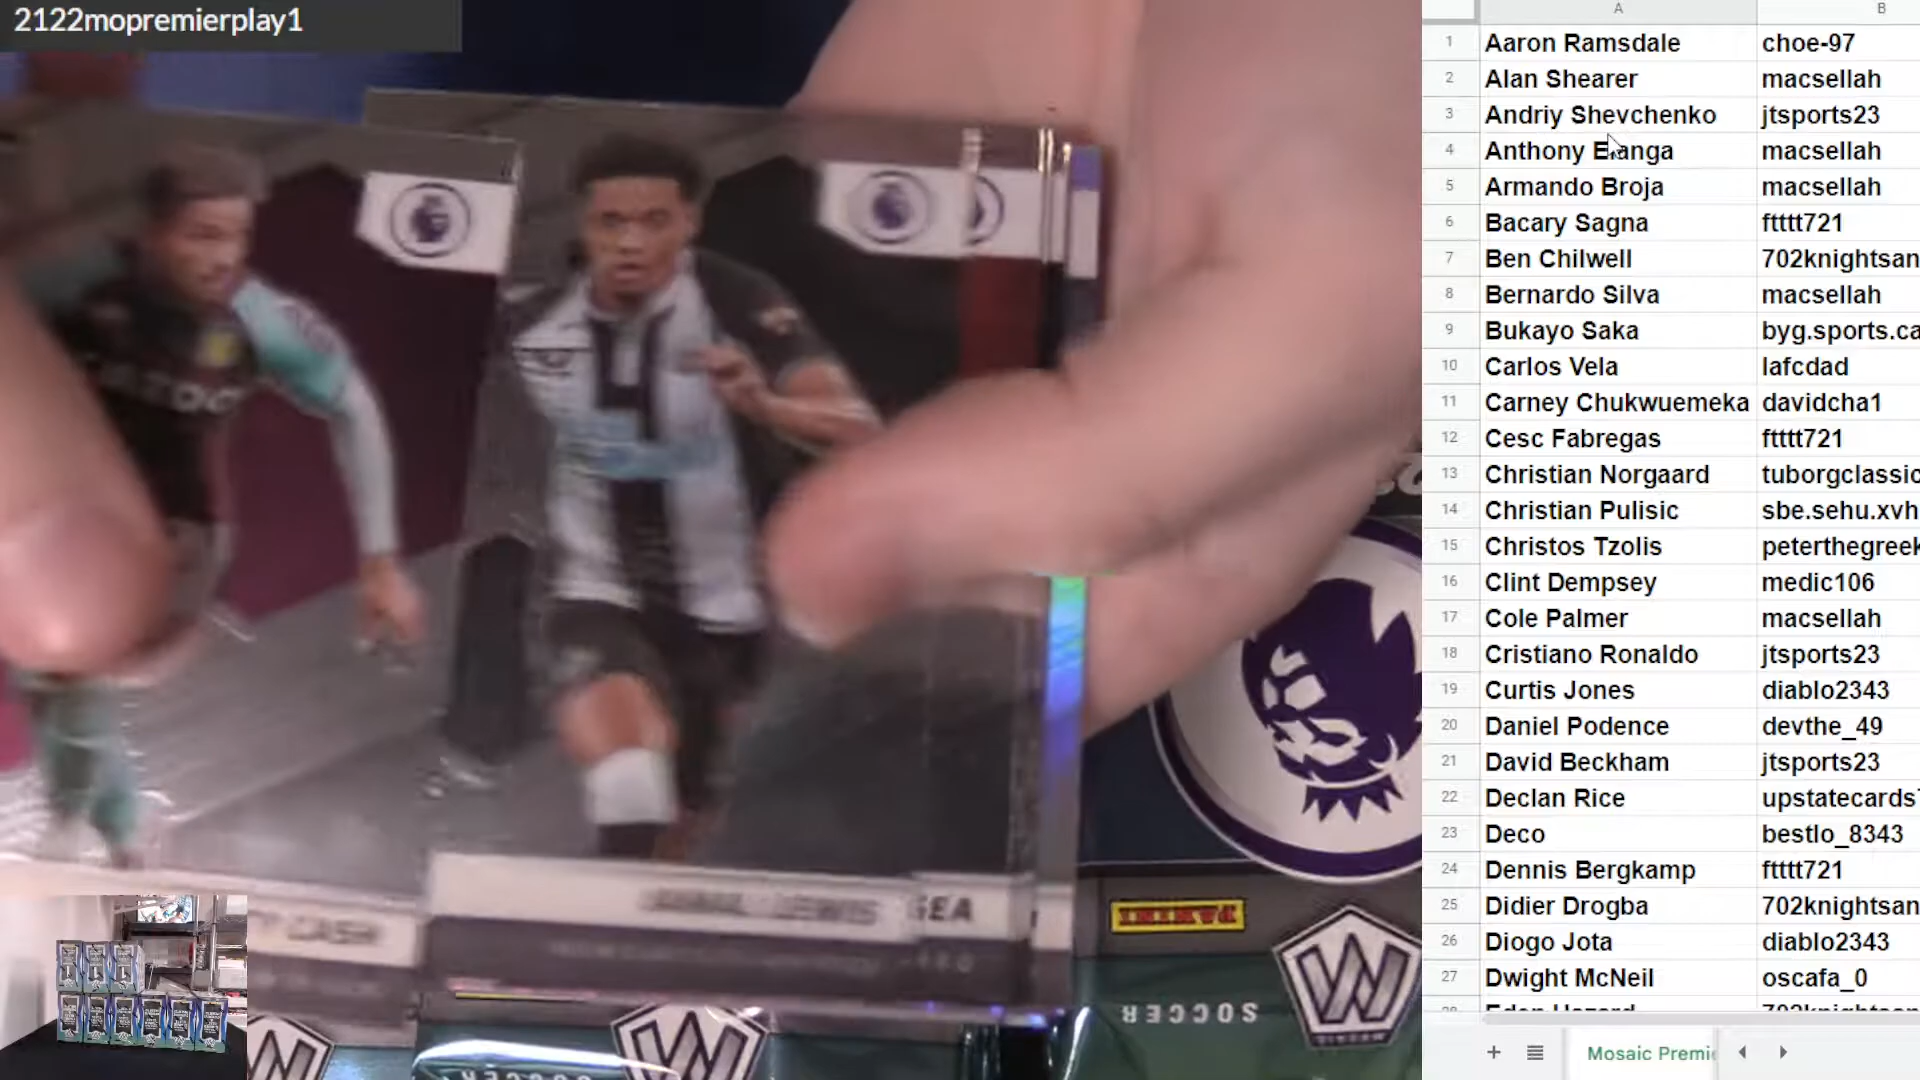 2122mopremierplay1
CASH
LEWIS
GEA
PANINI
SOCCER
A B
1 Aaron Ramsdale choe-97
2 Alan Shearer macsellah
3 Andriy Shevchenko jtsports23
4 Anthony Elanga macsellah
5 Armando Broja macsellah
6 Bacary Sagna fttttt721
7 Ben Chilwell 702knightsan
8 Bernardo Silva macsellah
9 Bukayo Saka byg.sports.ca
10 Carlos Vela lafcdad
11 Carney Chukwuemeka davidcha1
12 Cesc Fabregas fttttt721
13 Christian Norgaard tuborgclassic
14 Christian Pulisic sbe.sehu.xvh
15 Christos Tzolis peterthegreek
16 Clint Dempsey medic106
17 Cole Palmer macsellah
18 Cristiano Ronaldo jtsports23
19 Curtis Jones diablo2343
20 Daniel Podence devthe_49
21 David Beckham jtsports23
22 Declan Rice upstatecards
23 Deco bestlo_8343
24 Dennis Bergkamp fttttt721
25 Didier Drogba 702knightsan
26 Diogo Jota diablo2343
27 Dwight McNeil oscafa_0
Mosaic Premi